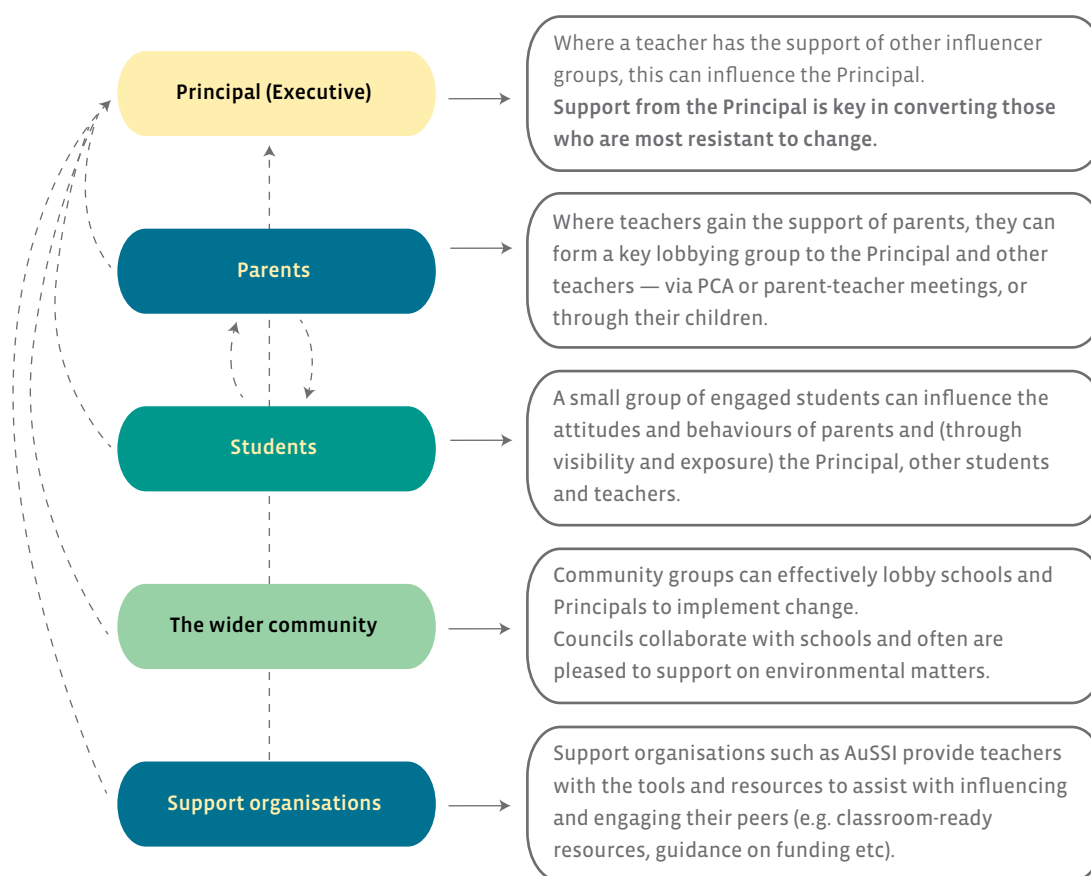 Principal (Executive)
Where a teacher has the support of other influencer
groups, this can influence the Principal.
Support from the Principal is key in converting those
who are most resistant to change.
Parents
Where teachers gain the support of parents, they can
form a key lobbying group to the Principal and other
teachers — via PCA or parent-teacher meetings, or
through their children.
Students
A small group of engaged students can influence the
attitudes and behaviours of parents and (through
visibility and exposure) the Principal, other students
and teachers.
The wider community
Community groups can effectively lobby schools and
Principals to implement change.
Councils collaborate with schools and often are
pleased to support on environmental matters.
Support organisations
Support organisations such as AuSSI provide teachers
with the tools and resources to assist with influencing
and engaging their peers (e.g. classroom-ready
resources, guidance on funding etc).